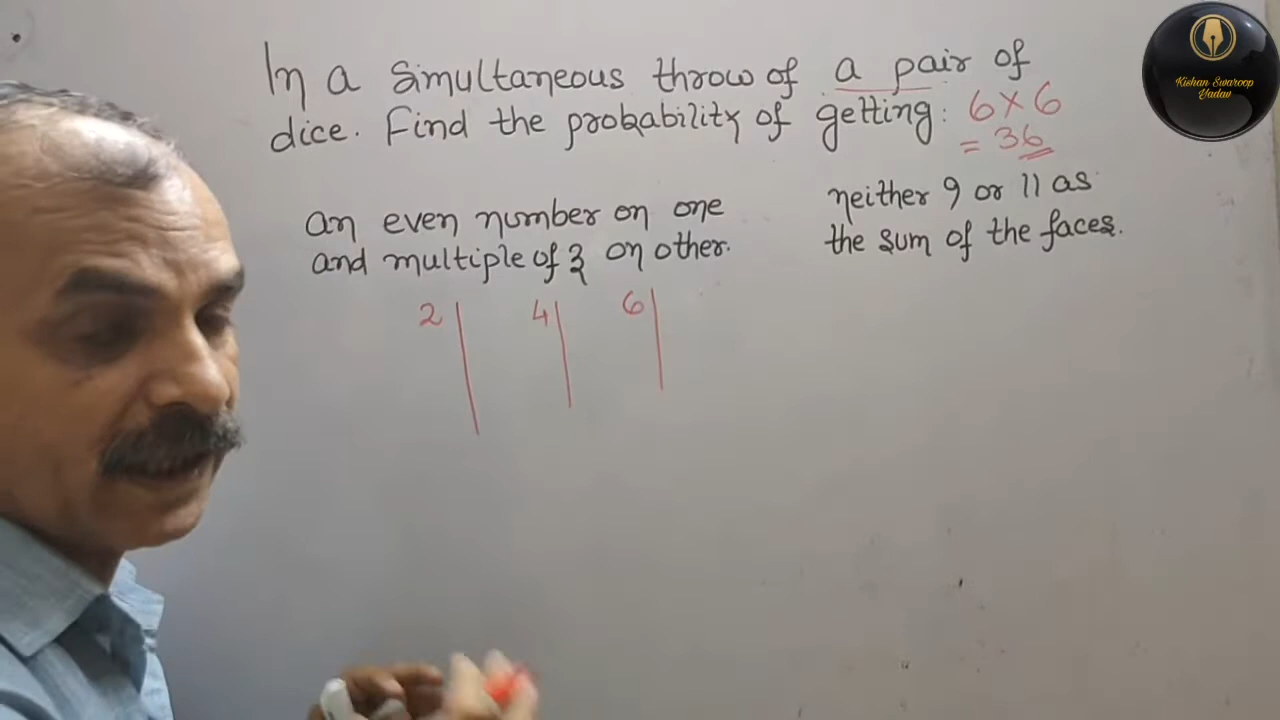 In a simultaneous throw of a pair of
dice. Find the probability of getting: 6 × 6
= 36
an even number on one
and multiple of 3 on other.
neither 9 or 11 as
the sum of the faces.
2 4 6
Kishan Swaroop
Yadav